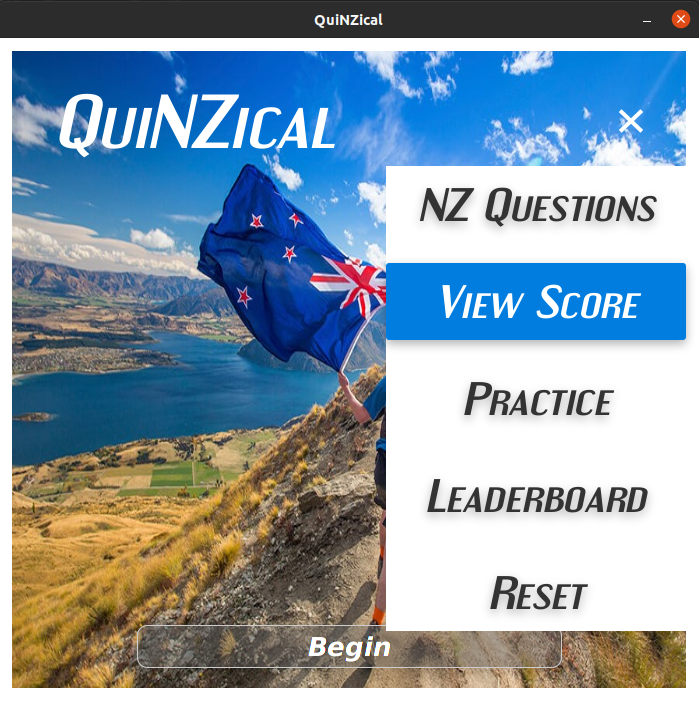 QuiNZical
QuiNZical
NZ Questions
View Score
Practice
Leaderboard
Reset
Begin